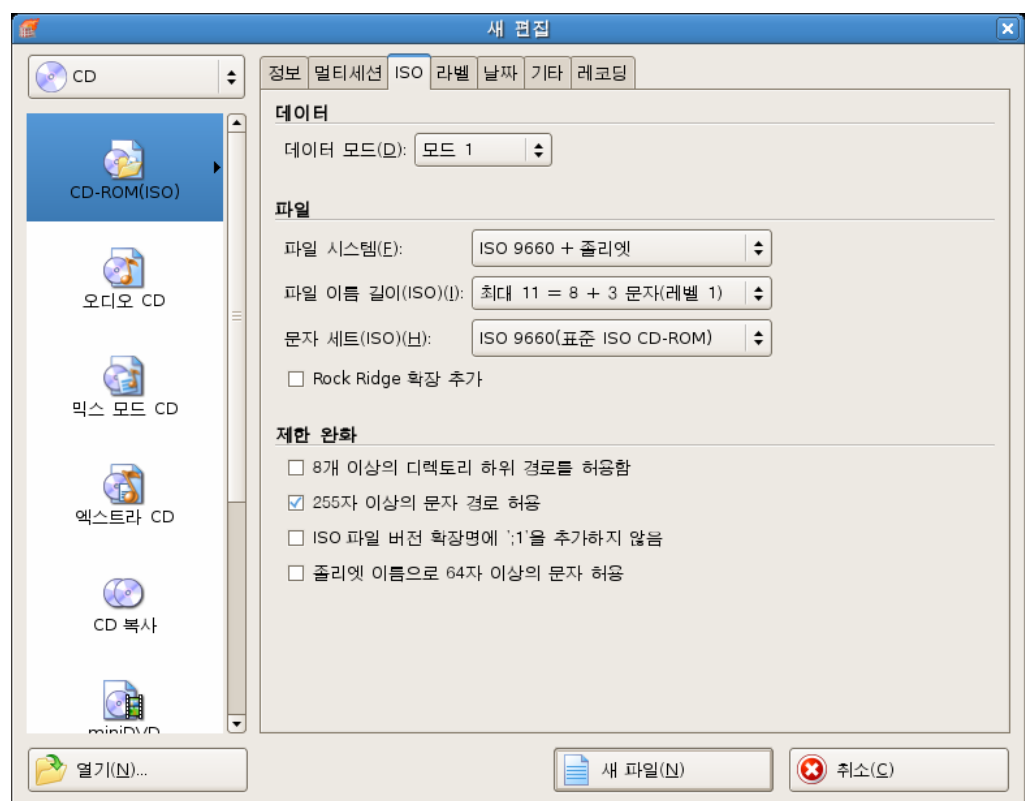 새 편집
CD
CD-ROM(ISO)
오디오 CD
믹스 모드 CD
엑스트라 CD
CD 복사
miniDVD
정보 멀티세션 ISO 라벨 날짜 기타 레코딩
데이터
데이터 모드(D): 모드 1
파일
파일 시스템(F): ISO 9660 + 졸리엣
파일 이름 길이(ISO)(I): 최대 11 = 8 + 3 문자(레벨 1)
문자 세트(ISO)(H): ISO 9660(표준 ISO CD-ROM)
Rock Ridge 확장 추가
제한 완화
8개 이상의 디렉토리 하위 경로를 허용함
255자 이상의 문자 경로 허용
ISO 파일 버전 확장명에 ';1'을 추가하지 않음
졸리엣 이름으로 64자 이상의 문자 허용
열기(N)...
새 파일(N)
취소(C)